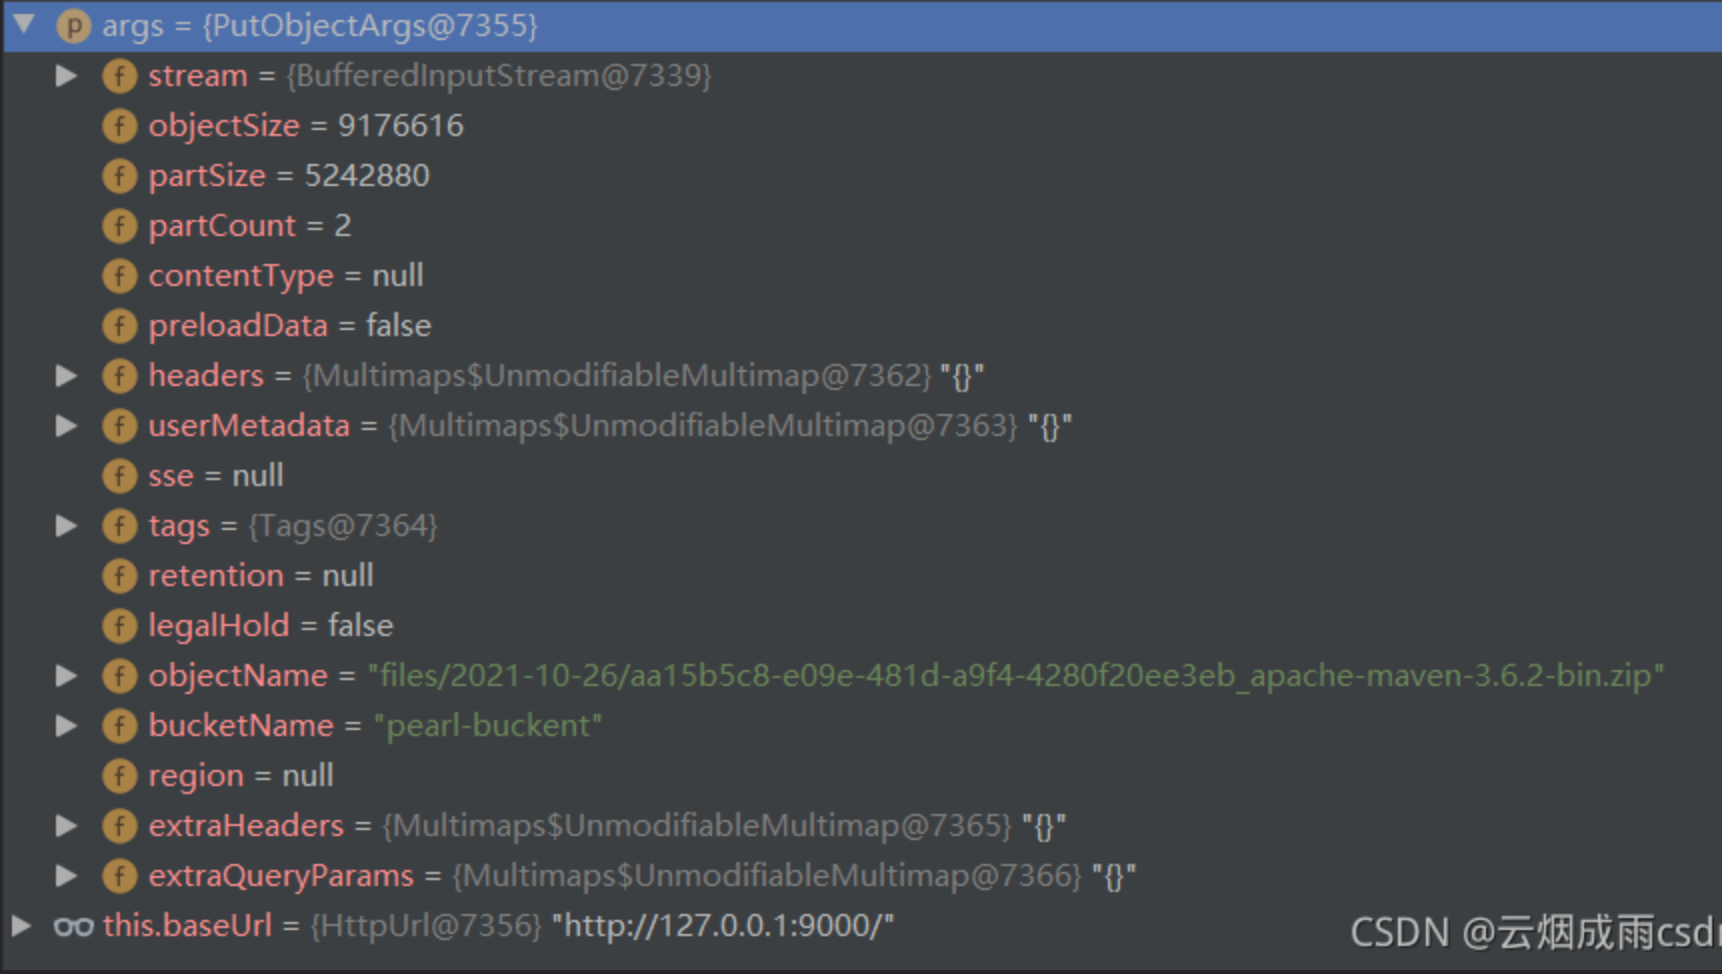 p args = {PutObjectArgs@7355}
f stream = {BufferedInputStream@7339}
f objectSize = 9176616
f partSize = 5242880
f partCount = 2
f contentType = null
f preloadData = false
f headers = {Multimaps$UnmodifiableMultimap@7362} "{}"
f userMetadata = {Multimaps$UnmodifiableMultimap@7363} "{}"
f sse = null
f tags = {Tags@7364}
f retention = null
f legalHold = false
f objectName = "files/2021-10-26/aa15b5c8-e09e-481d-a9f4-4280f20ee3eb_apache-maven-3.6.2-bin.zip"
f bucketName = "pearl-buckent"
f region = null
f extraHeaders = {Multimaps$UnmodifiableMultimap@7365} "{}"
f extraQueryParams = {Multimaps$UnmodifiableMultimap@7366} "{}"
this.baseUrl = {HttpUrl@7356} "http://127.0.0.1:9000/"
CSDN @云烟成雨csdn